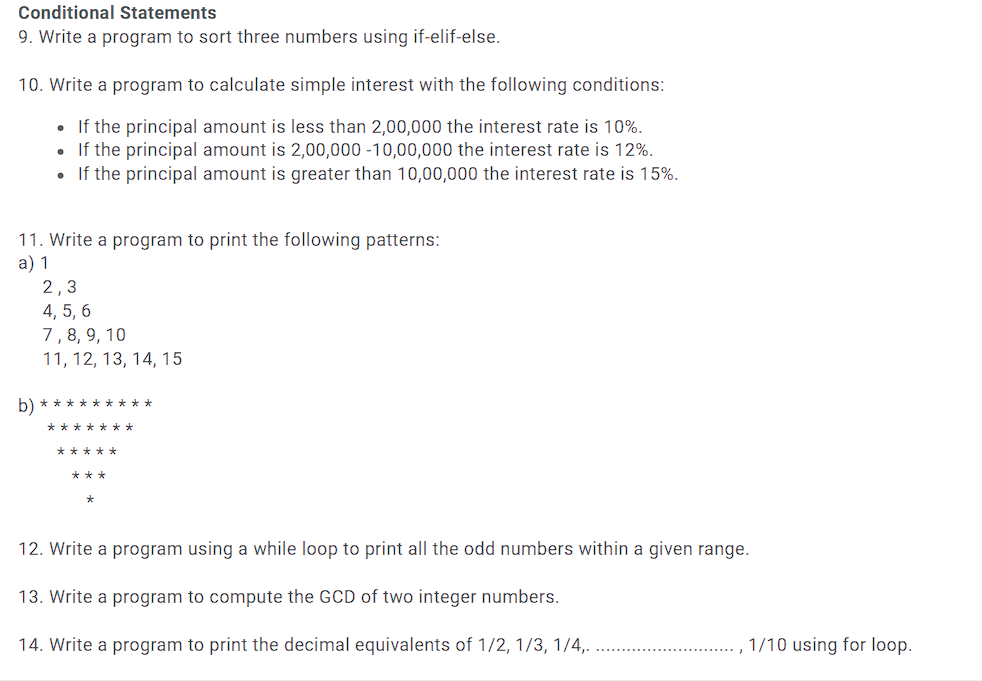 Conditional Statements
9. Write a program to sort three numbers using if-elif-else.
10. Write a program to calculate simple interest with the following conditions:
• If the principal amount is less than 2,00,000 the interest rate is 10%.
• If the principal amount is 2,00,000 -10,00,000 the interest rate is 12%.
• If the principal amount is greater than 10,00,000 the interest rate is 15%.
11. Write a program to print the following patterns:
a) 1
2 , 3
4, 5, 6
7 , 8, 9, 10
11, 12, 13, 14, 15
b) * * * * * * * * *
* * * * * * *
* * * * *
* * *
*
12. Write a program using a while loop to print all the odd numbers within a given range.
13. Write a program to compute the GCD of two integer numbers.
14. Write a program to print the decimal equivalents of 1/2, 1/3, 1/4,. ........................... , 1/10 using for loop.